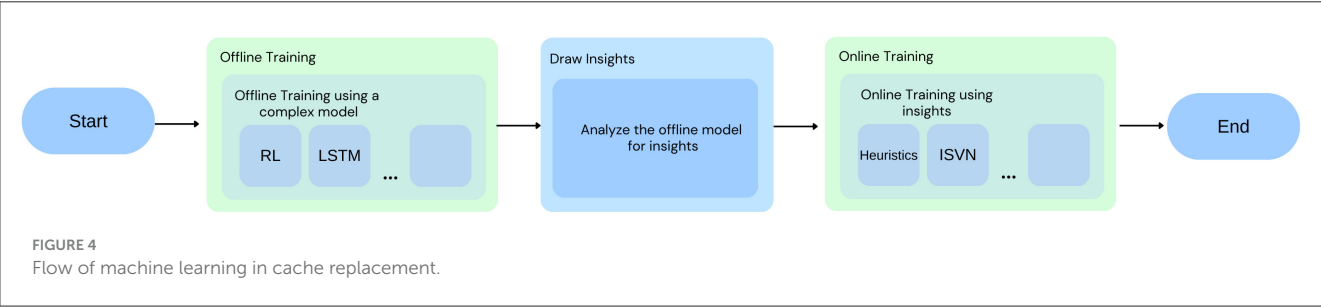 Start
Offline Training
Offline Training using a
complex model
RL
LSTM
...
Draw Insights
Analyze the offline model
for insights
Online Training
Online Training using
insights
Heuristics
ISVN
...
End
FIGURE 4
Flow of machine learning in cache replacement.